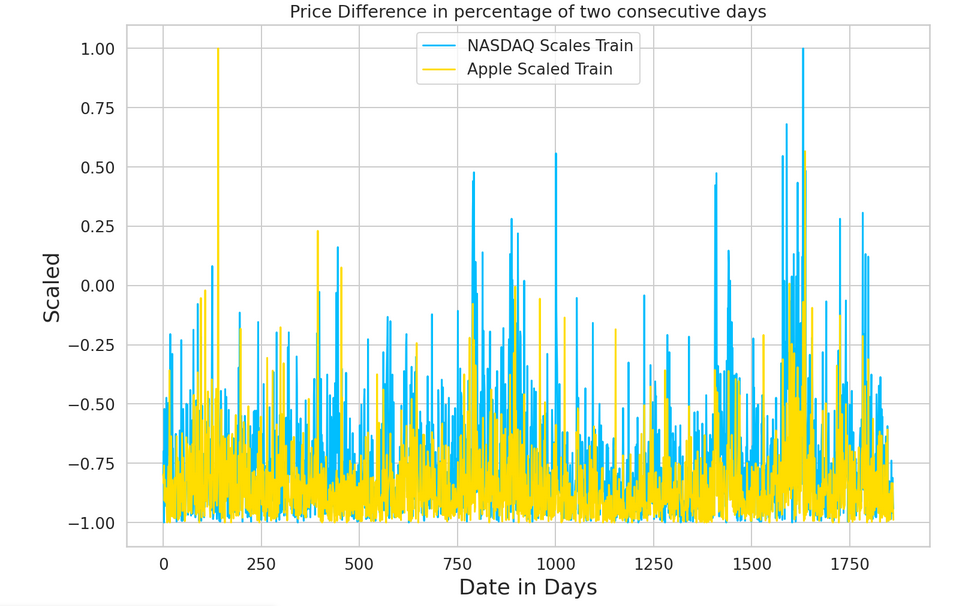 Price Difference in percentage of two consecutive days
NASDAQ Scales Train
Apple Scaled Train
1.00
0.75
0.50
0.25
0.00
−0.25
−0.50
−0.75
−1.00
Scaled
0 250 500 750 1000 1250 1500 1750
Date in Days